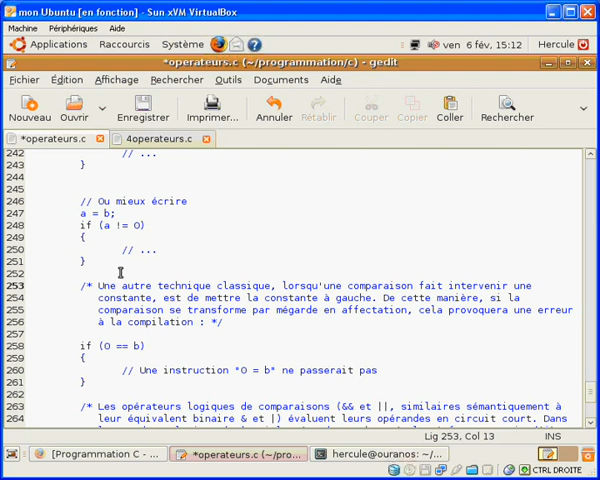 mon Ubuntu [en fonction] - Sun xVM VirtualBox
Machine Périphériques Aide
Applications Raccourcis Système ven 6 fév, 15:12 Hercule
*operateurs.c (~/programmation/c) - gedit
Fichier Édition Affichage Rechercher Outils Documents Aide
Nouveau Ouvrir Enregistrer Imprimer... Annuler Rétablir Couper Copier Coller Rechercher
*operateurs.c 4operateurs.c
242 // ...
243 }
244
245
246 // Ou mieux écrire
247 a = b;
248 if (a != 0)
249 {
250 // ...
251 }
252
253 /* Une autre technique classique, lorsqu'une comparaison fait intervenir une
254 constante, est de mettre la constante à gauche. De cette manière, si la
255 comparaison se transforme par mégarde en affectation, cela provoquera une erreur
256 à la compilation : */
257
258 if (0 == b)
259 {
260 // Une instruction "0 = b" ne passerait pas
261 }
262
263 /* Les opérateurs logiques de comparaisons (&& et ||, similaires sémantiquement à
264 leur équivalent binaire & et |) évaluent leurs opérandes en circuit court. Dans
Lig 253, Col 13 INS
[Programmation C - ... *operateurs.c (~/pro... hercule@ouranos: ~/...
CTRL DROITE